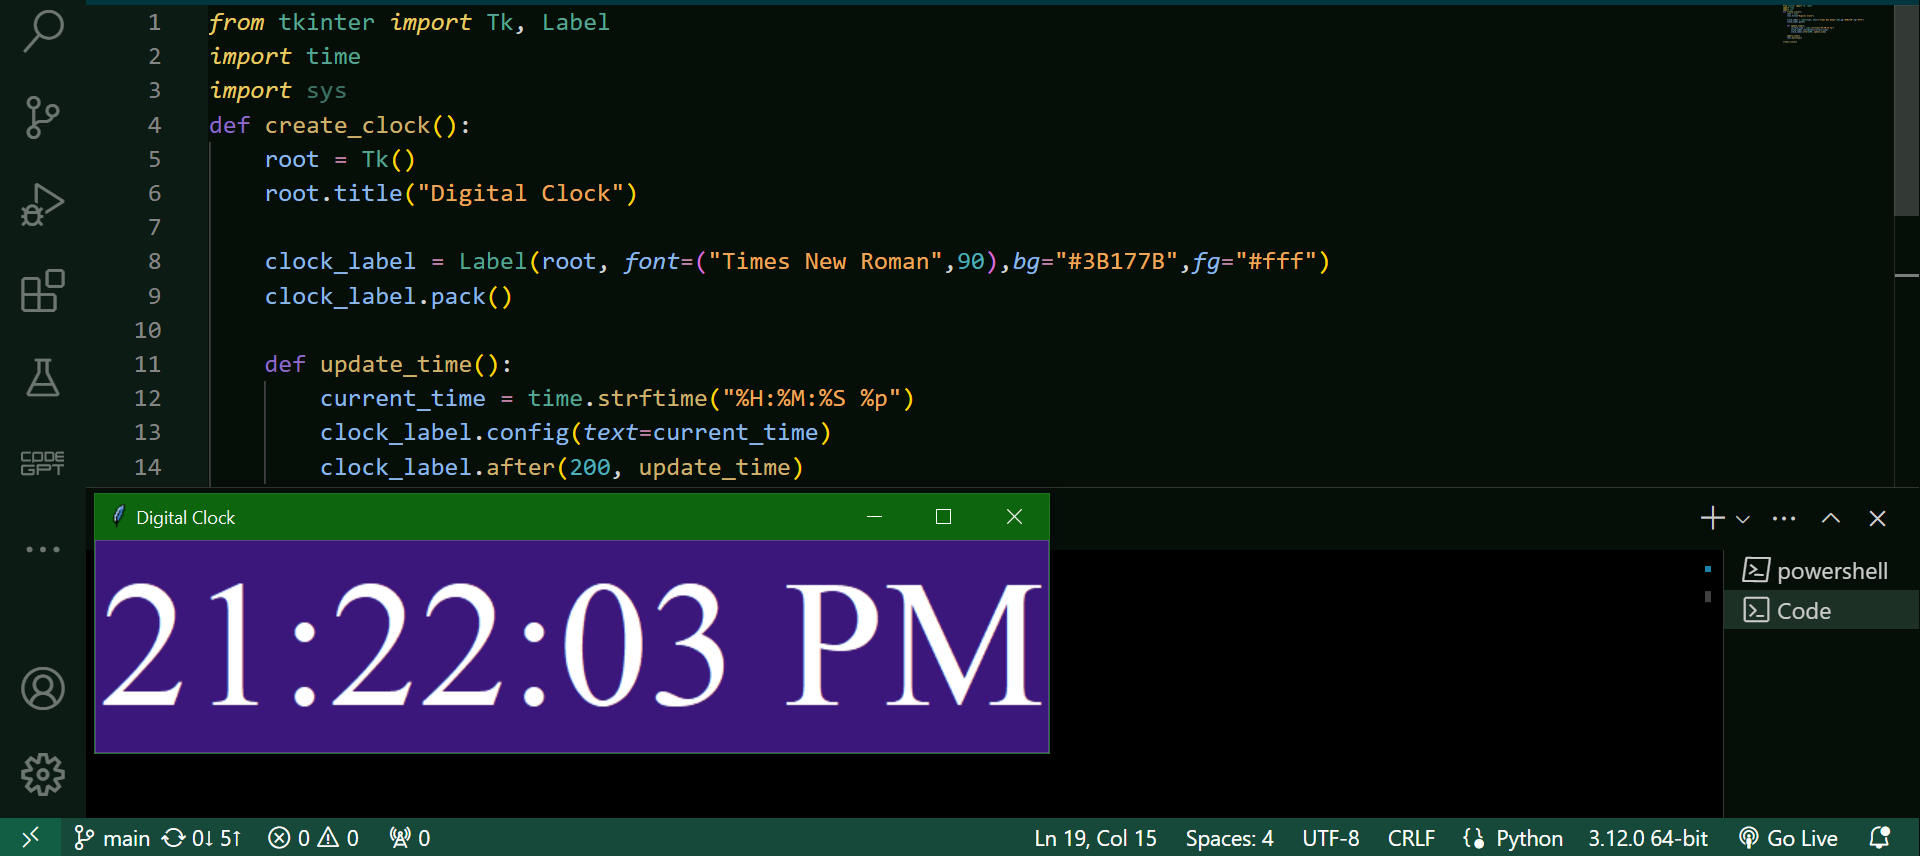 1 from tkinter import Tk, Label
2 import time
3 import sys
4 def create_clock():
5     root = Tk()
6     root.title("Digital Clock")
7
8     clock_label = Label(root, font=("Times New Roman",90),bg="#3B177B",fg="#fff")
9     clock_label.pack()
10
11     def update_time():
12         current_time = time.strftime("%H:%M:%S %p")
13         clock_label.config(text=current_time)
14         clock_label.after(200, update_time)
CODE
GPT
Digital Clock
21:22:03 PM
powershell
Code
main 0↓ 5↑ 0 0 0 Ln 19, Col 15 Spaces: 4 UTF-8 CRLF Python 3.12.0 64-bit Go Live